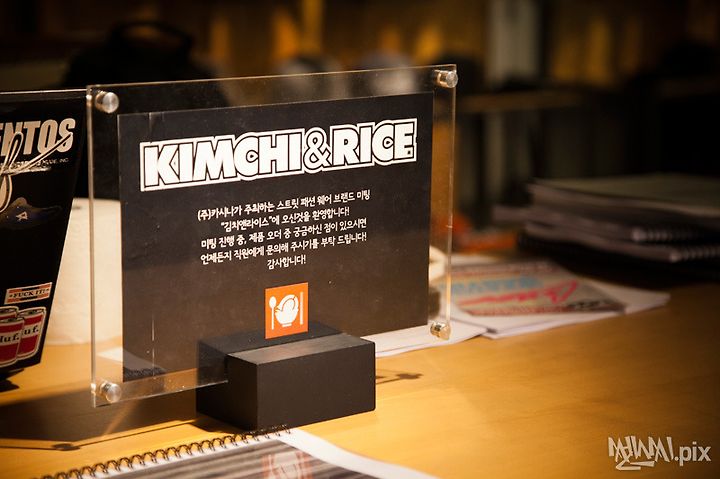 KIMCHI&RICE
(주)카시나가 주최하는 스트릿 패션 웨어 브랜드 미팅
"김치앤라이스"에 오신것을 환영합니다!
미팅 진행 중, 제품 오더 중 궁금하신 점이 있으시면
언제든지 직원에게 문의해 주시기를 부탁 드립니다!
감사합니다!
ENTOS
"FUCK IT!"
Huf.
.pix